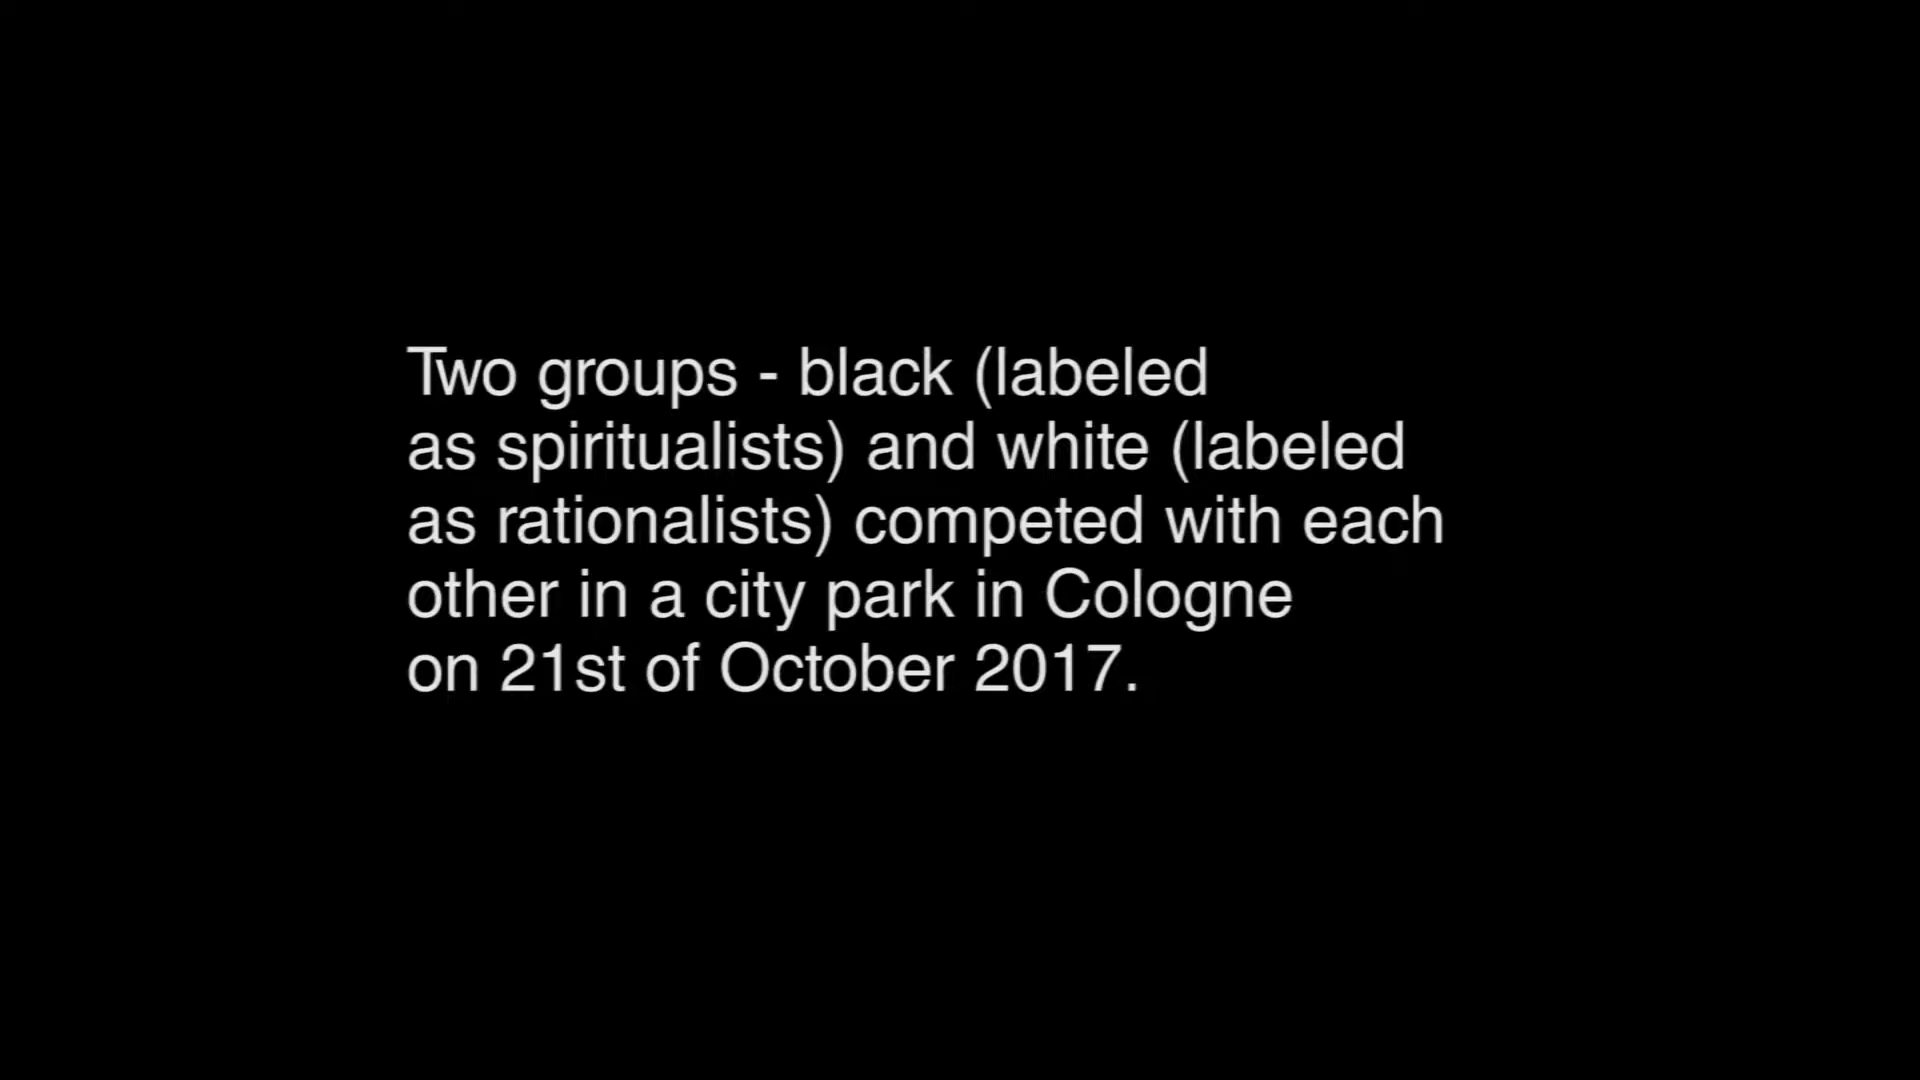 Two groups - black (labeled
as spiritualists) and white (labeled
as rationalists) competed with each
other in a city park in Cologne
on 21st of October 2017.